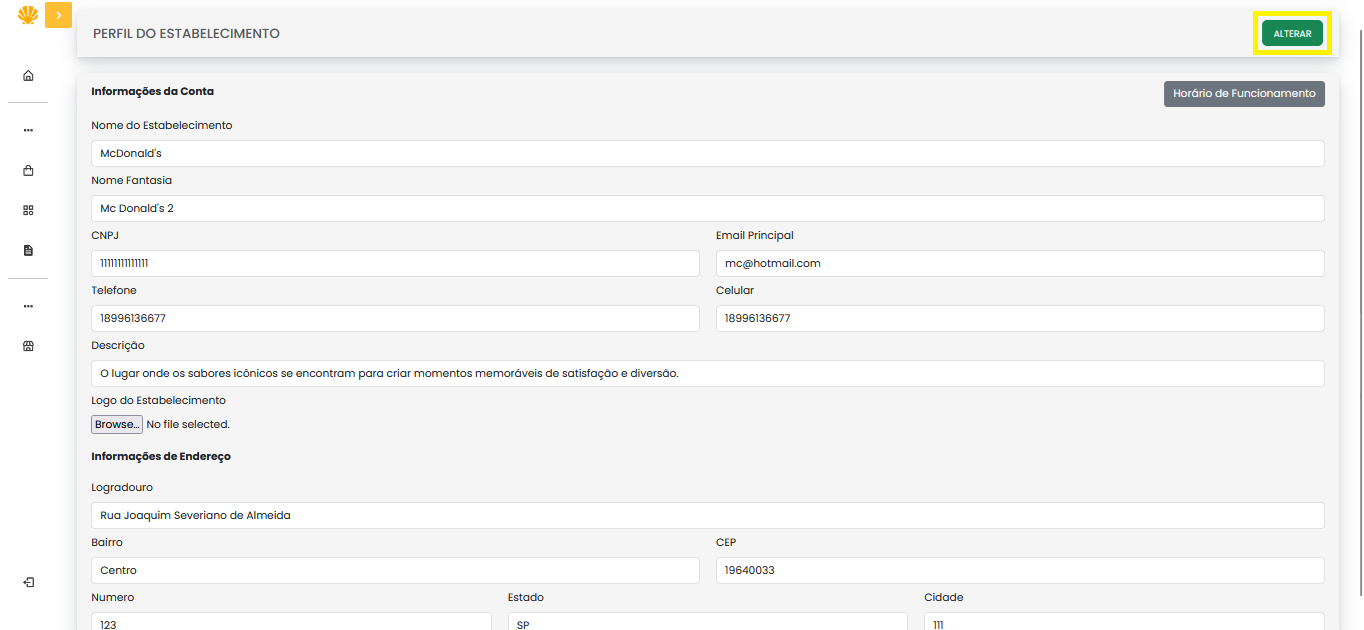 PERFIL DO ESTABELECIMENTO
ALTERAR
Informações da Conta
Horário de Funcionamento
Nome do Estabelecimento
McDonald's
Nome Fantasia
Mc Donald's 2
CNPJ
Email Principal
11111111111111
mc@hotmail.com
Telefone
Celular
18996136677
18996136677
Descrição
O lugar onde os sabores icônicos se encontram para criar momentos memoráveis de satisfação e diversão.
Logo do Estabelecimento
Browse... No file selected.
Informações de Endereço
Logradouro
Rua Joaquim Severiano de Almeida
Bairro
CEP
Centro
19640033
Numero
Estado
Cidade
123
SP
111